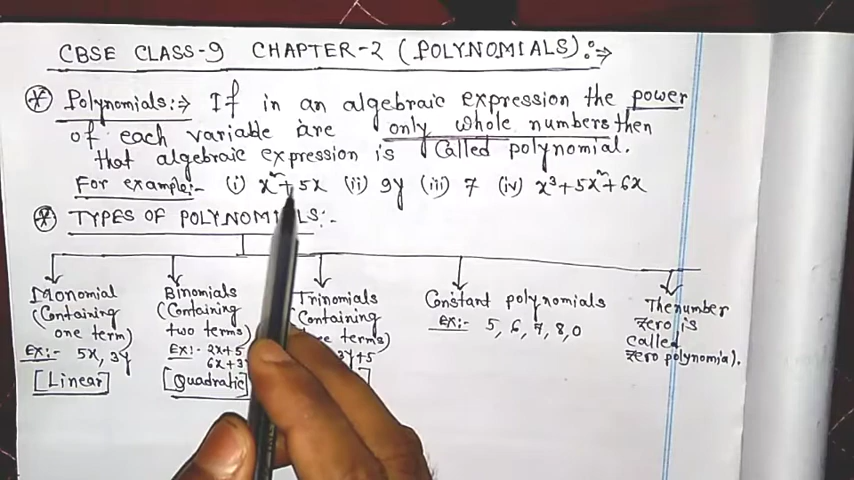 CBSE CLASS-9 CHAPTER-2 (POLYNOMIALS):→
* Polynomials:→ If in an algebraic expression the power
of each variable are only whole numbers then
that algebraic expression is called polynomial.
For example:- (i) x²+5x (ii) 9y (iii) 7 (iv) x³+5x²+6x
* TYPES OF POLYNOMIALS:-
Monomial
(Containing
one term)
Ex:- 5x, 3y
[Linear]
Binomials
(Containing
two terms)
Ex:- 2x+5
6x+3
[Quadratic
Trinomials
(Containing
terms)
3y+5
]
Constant polynomials
Ex:- 5, 6, 7, 8, 0
The number
zero is
called
zero polynomial.